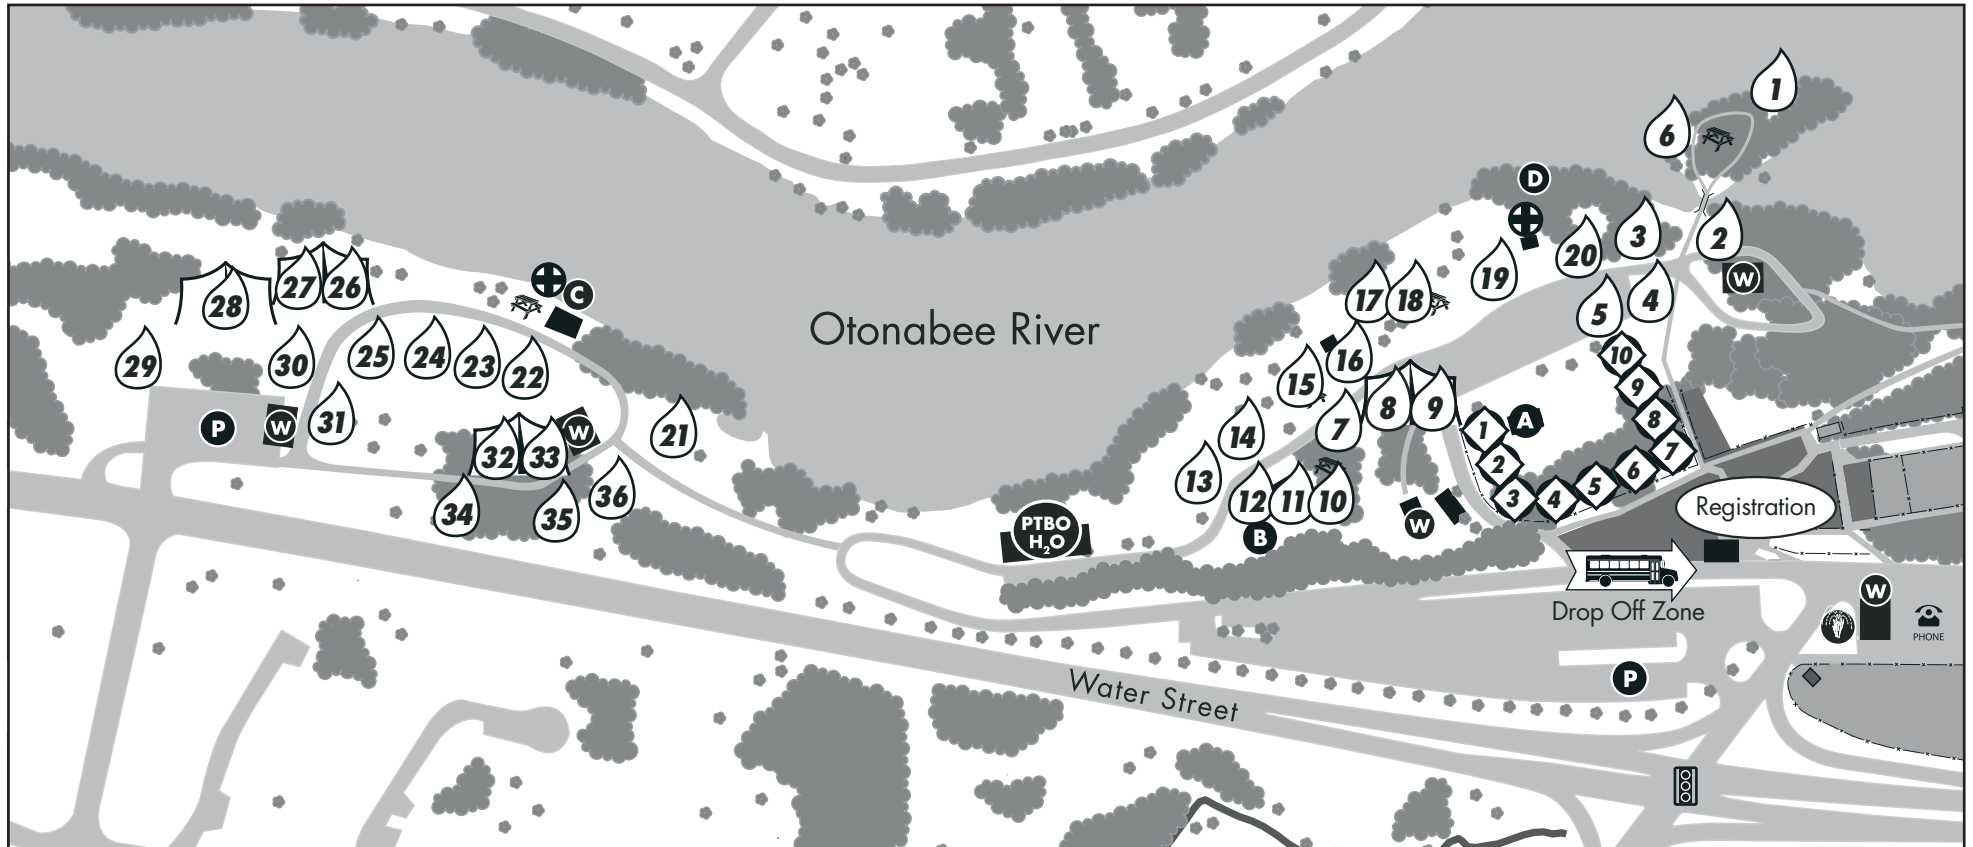 1
6
D
3
2
20
19
W
27
26
17
18
4
C
28
5
Otonabee River
16
10
29
30
25
24
23
22
15
9
8
9
7
8
P
W
31
W
21
14
1
A
7
32
33
2
6
13
5
34
35
36
12
11
10
3
4
Registration
W
PTBO
H₂O
B
Drop Off Zone
W
PHONE
P
Water Street